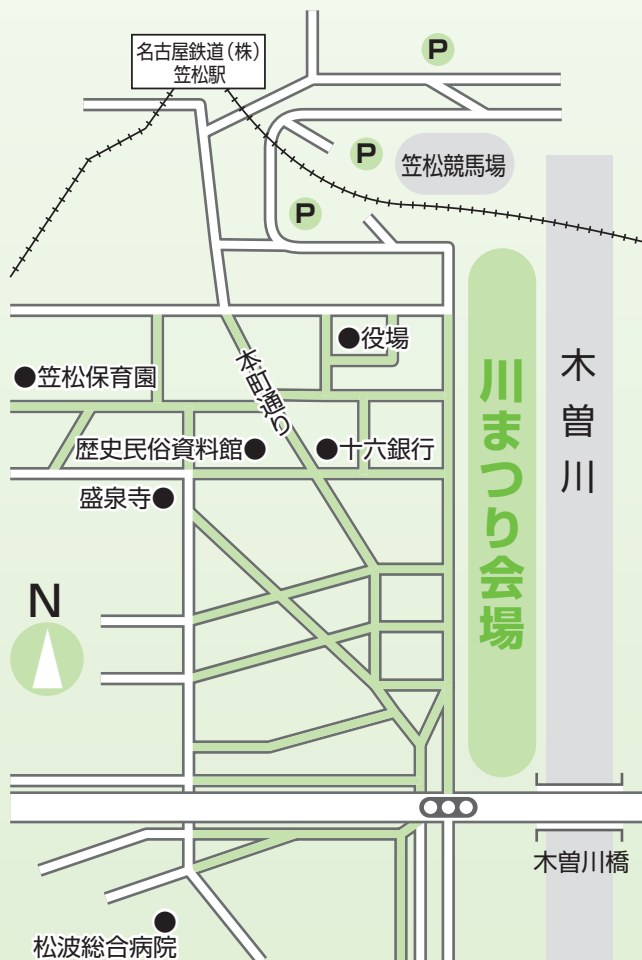 名古屋鉄道（株）
笠松駅
P
P
笠松競馬場
P
役場
笠松保育園
本町通り
川まつり会場
木曽川
歴史民俗資料館
十六銀行
盛泉寺
N
木曽川橋
松波総合病院